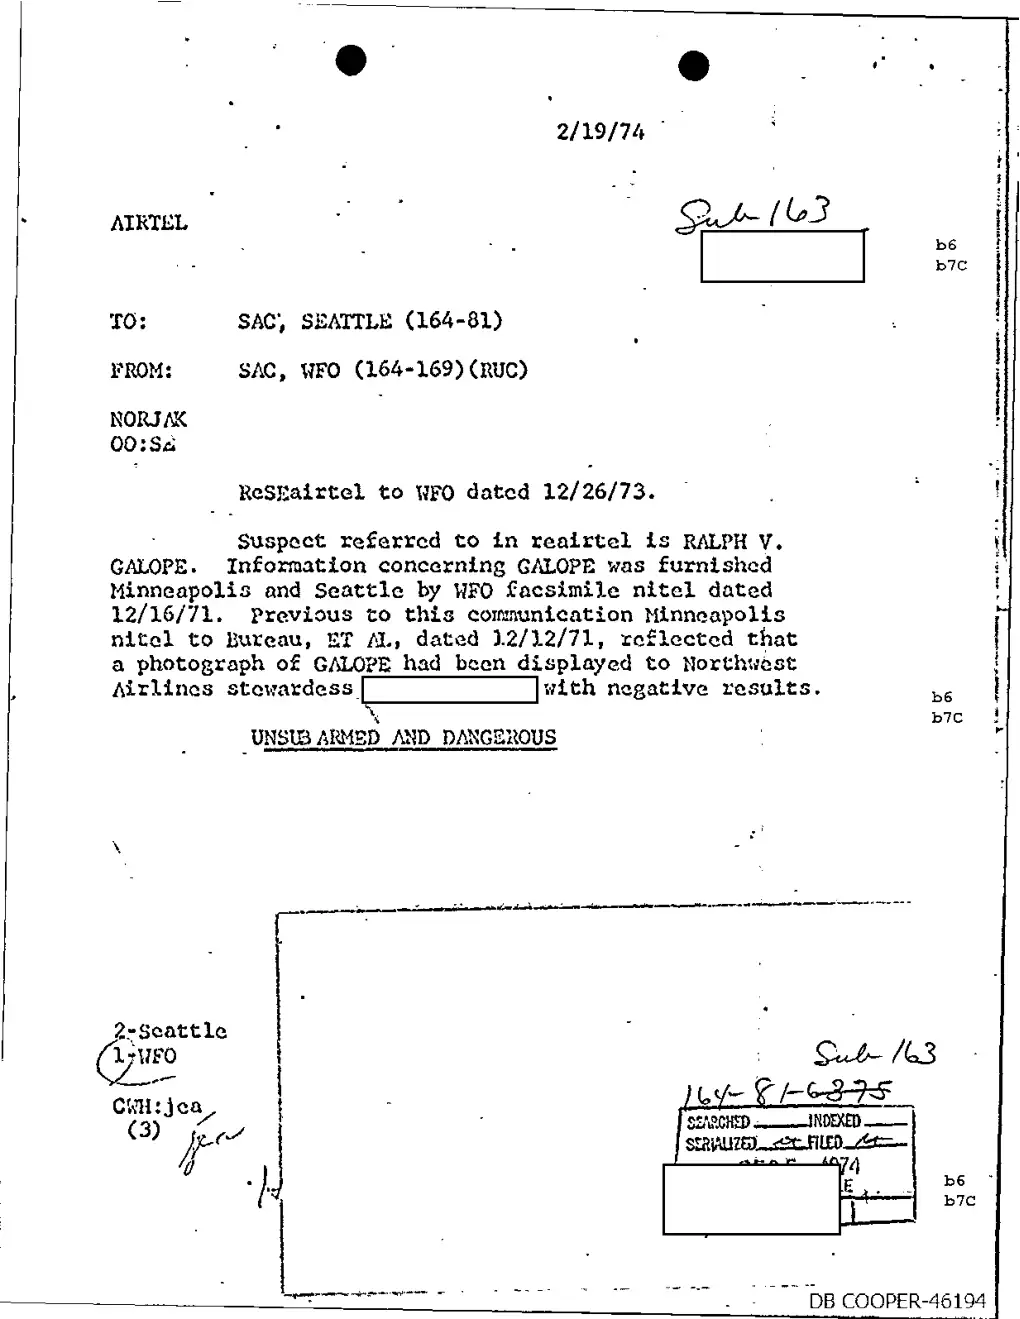 2/19/74
AIRTEL
Sub 163
b6
b7C
TO: SAC, SEATTLE (164-81)
FROM: SAC, WFO (164-169)(RUC)
NORJAK
OO:SE
ReSEairtel to WFO dated 12/26/73.
Suspect referred to in reairtel is RALPH V.
GALOPE. Information concerning GALOPE was furnished
Minneapolis and Seattle by WFO facsimile nitel dated
12/16/71. Previous to this communication Minneapolis
nitel to Bureau, ET AL, dated 12/12/71, reflected that
a photograph of GALOPE had been displayed to Northwest
Airlines stewardess with negative results.
b6
b7C
UNSUB ARMED AND DANGEROUS
2-Seattle
1-WFO
CWH:jca
(3)
Sub 163
164-81-6375
SEARCHED INDEXED
SERIALIZED FILED
1974
b6
b7C
DB COOPER-46194